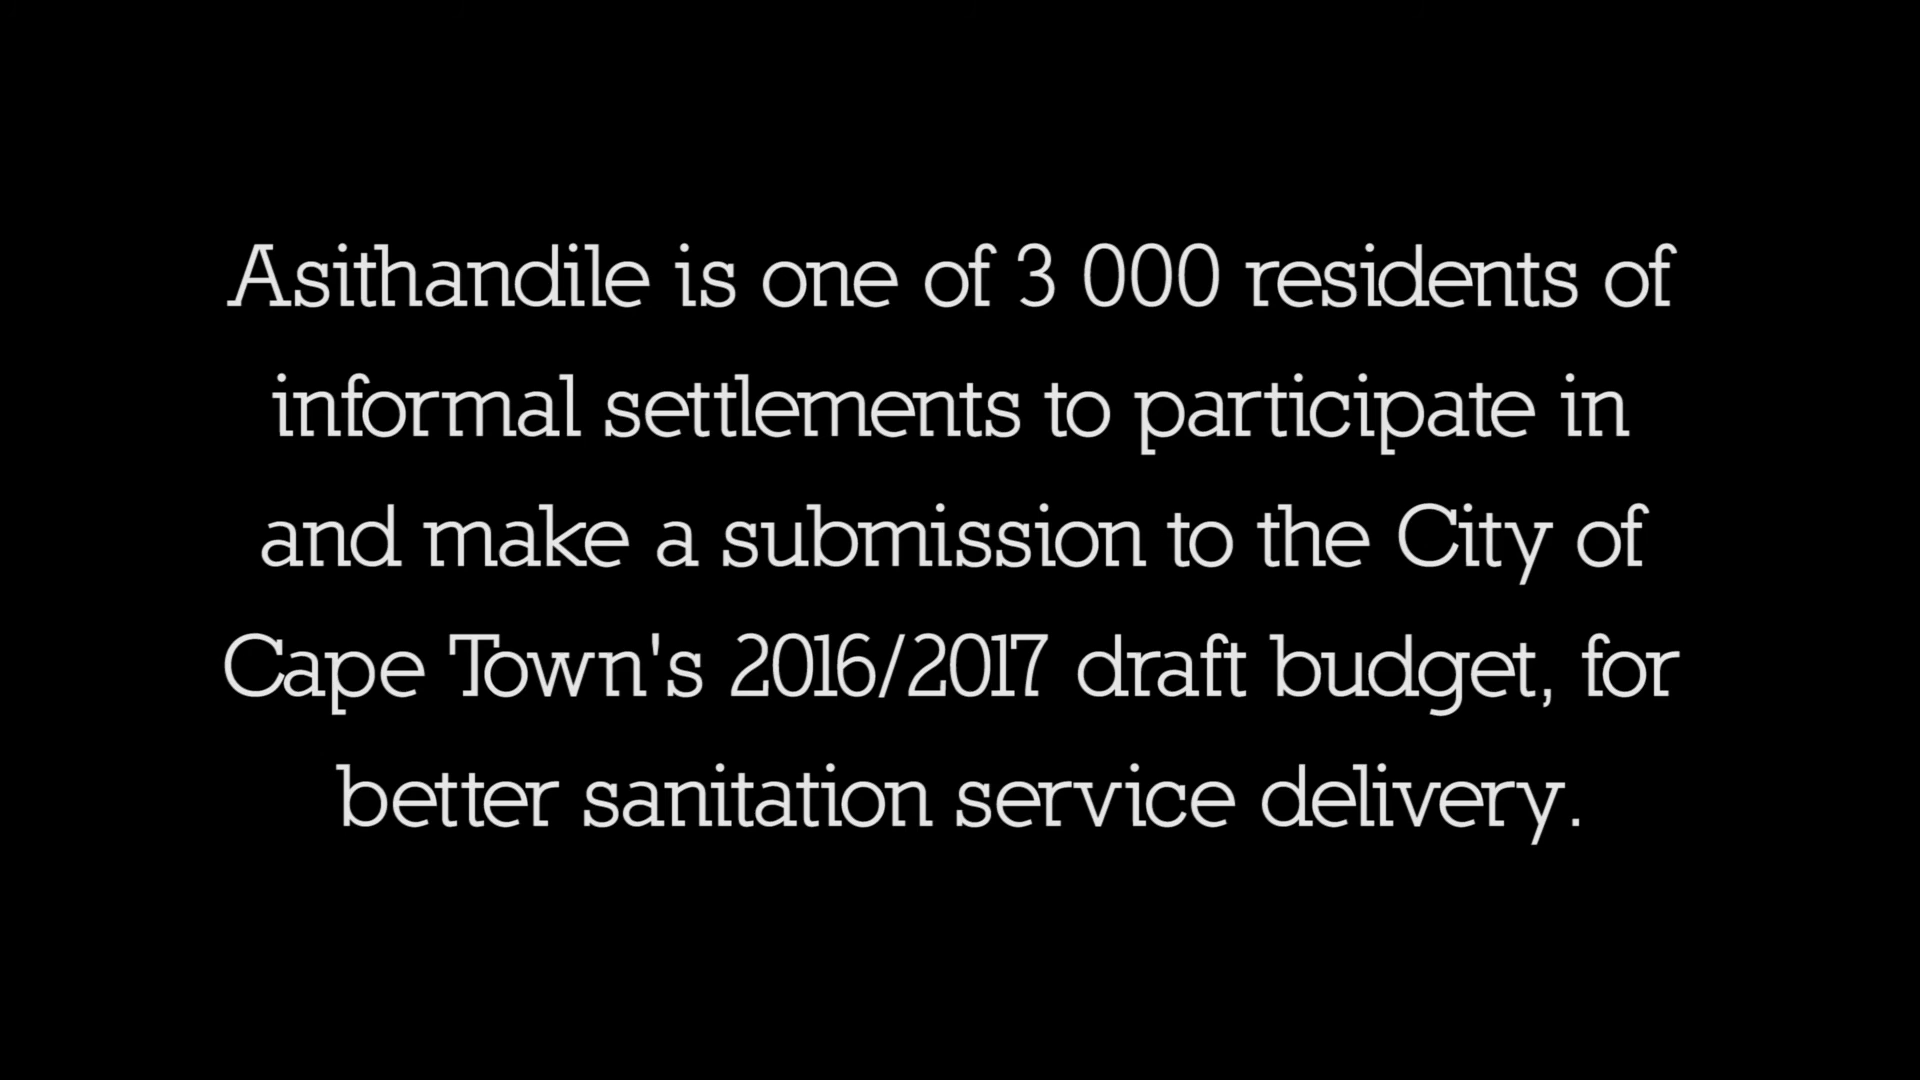 Asithandile is one of 3 000 residents of
informal settlements to participate in
and make a submission to the City of
Cape Town's 2016/2017 draft budget, for
better sanitation service delivery.